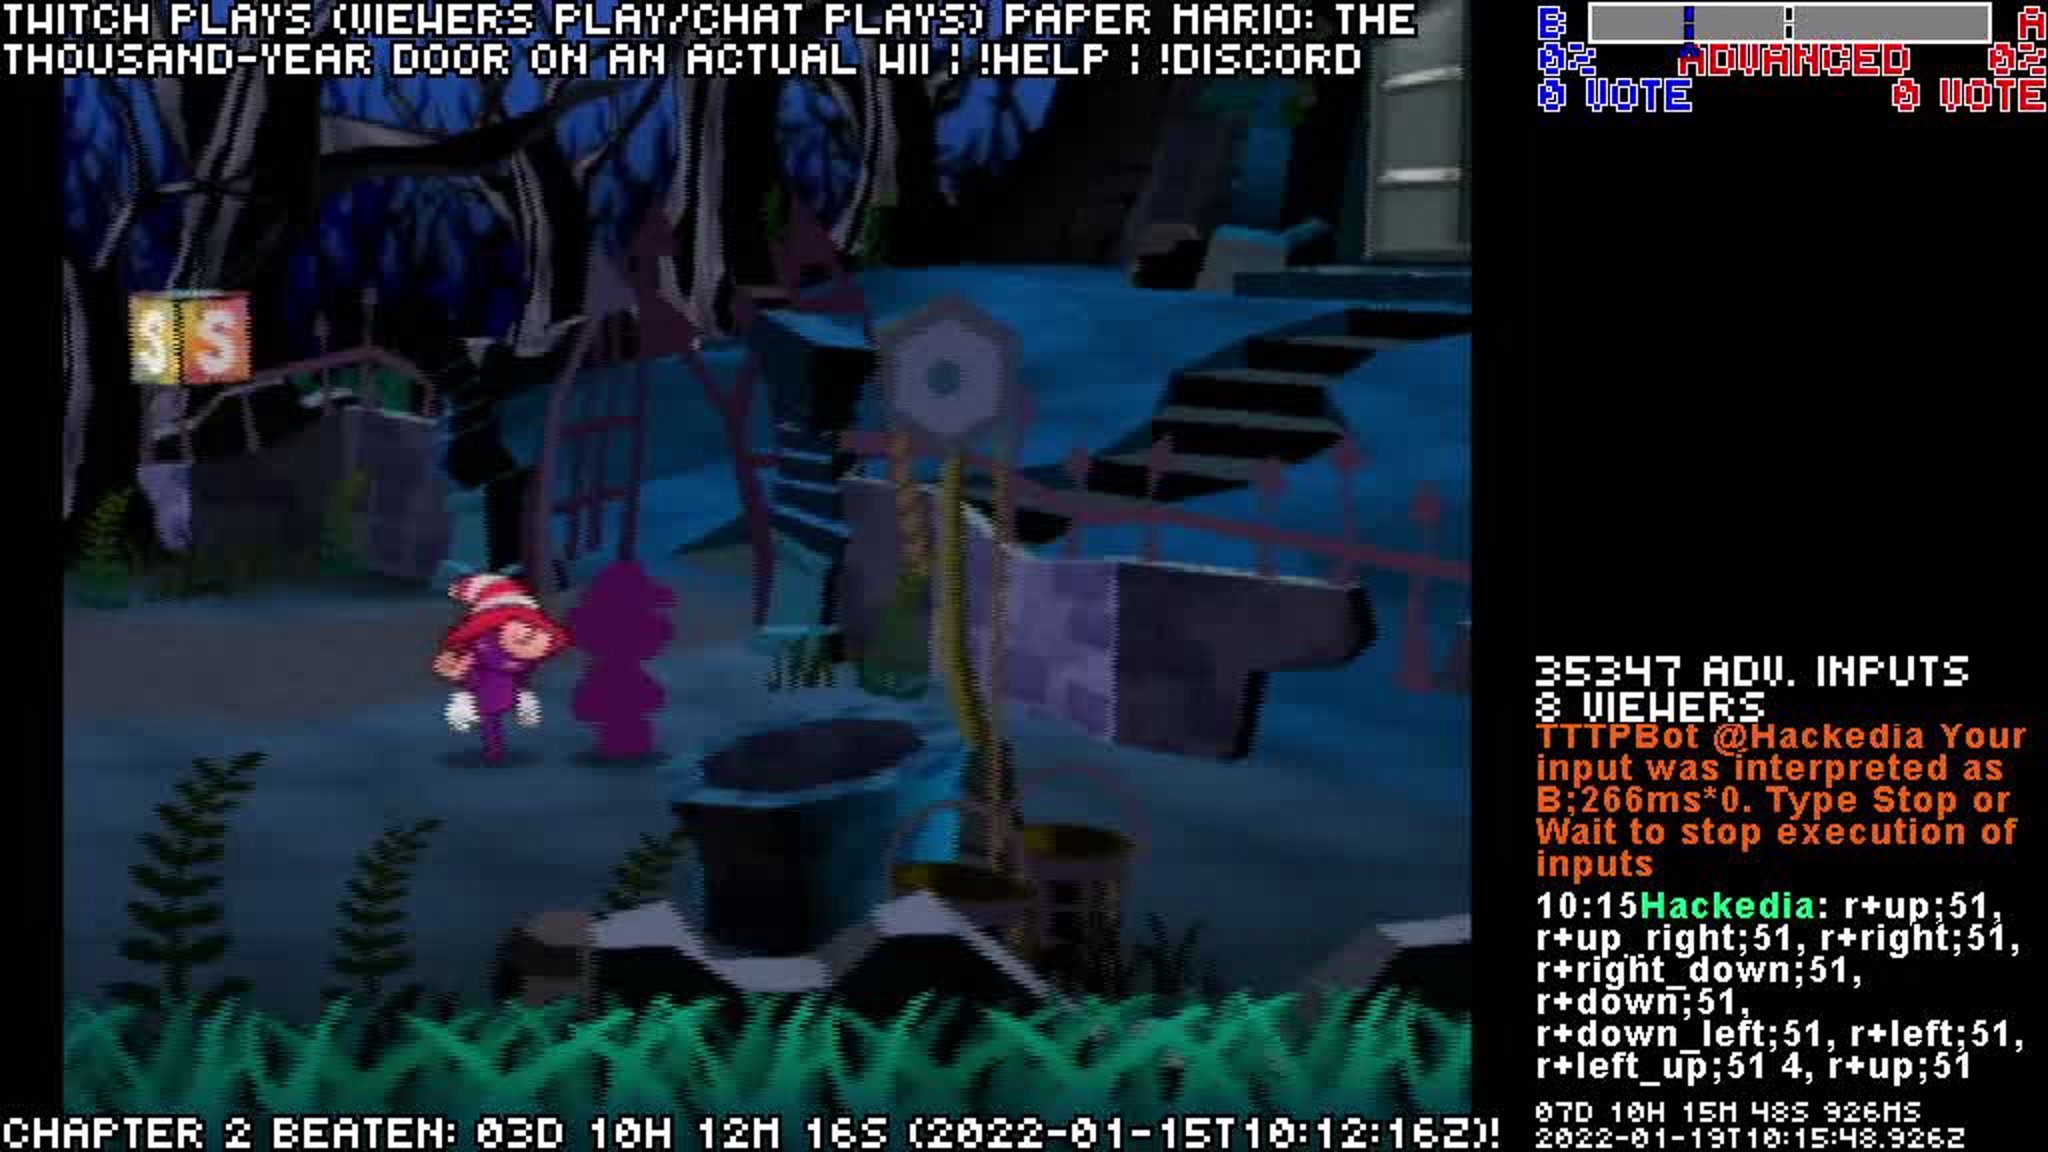 TWITCH PLAYS (VIEWERS PLAY/CHAT PLAYS) PAPER MARIO: THE
THOUSAND-YEAR DOOR ON AN ACTUAL WII ¦ !HELP ¦ !DISCORD
B A
0% ADVANCED 0%
0 VOTE 0 VOTE
S S
35347 ADV. INPUTS
8 VIEWERS
TTTPBot @Hackedia Your
input was interpreted as
B;266ms*0. Type Stop or
Wait to stop execution of
inputs
10:15Hackedia: r+up;51,
r+up_right;51, r+right;51,
r+right_down;51,
r+down;51,
r+down_left;51, r+left;51,
r+left_up;51 4, r+up;51
07D 10H 15M 48S 926MS
2022-01-19T10:15:48.926Z
CHAPTER 2 BEATEN: 03D 10H 12M 16S (2022-01-15T10:12:16Z)!